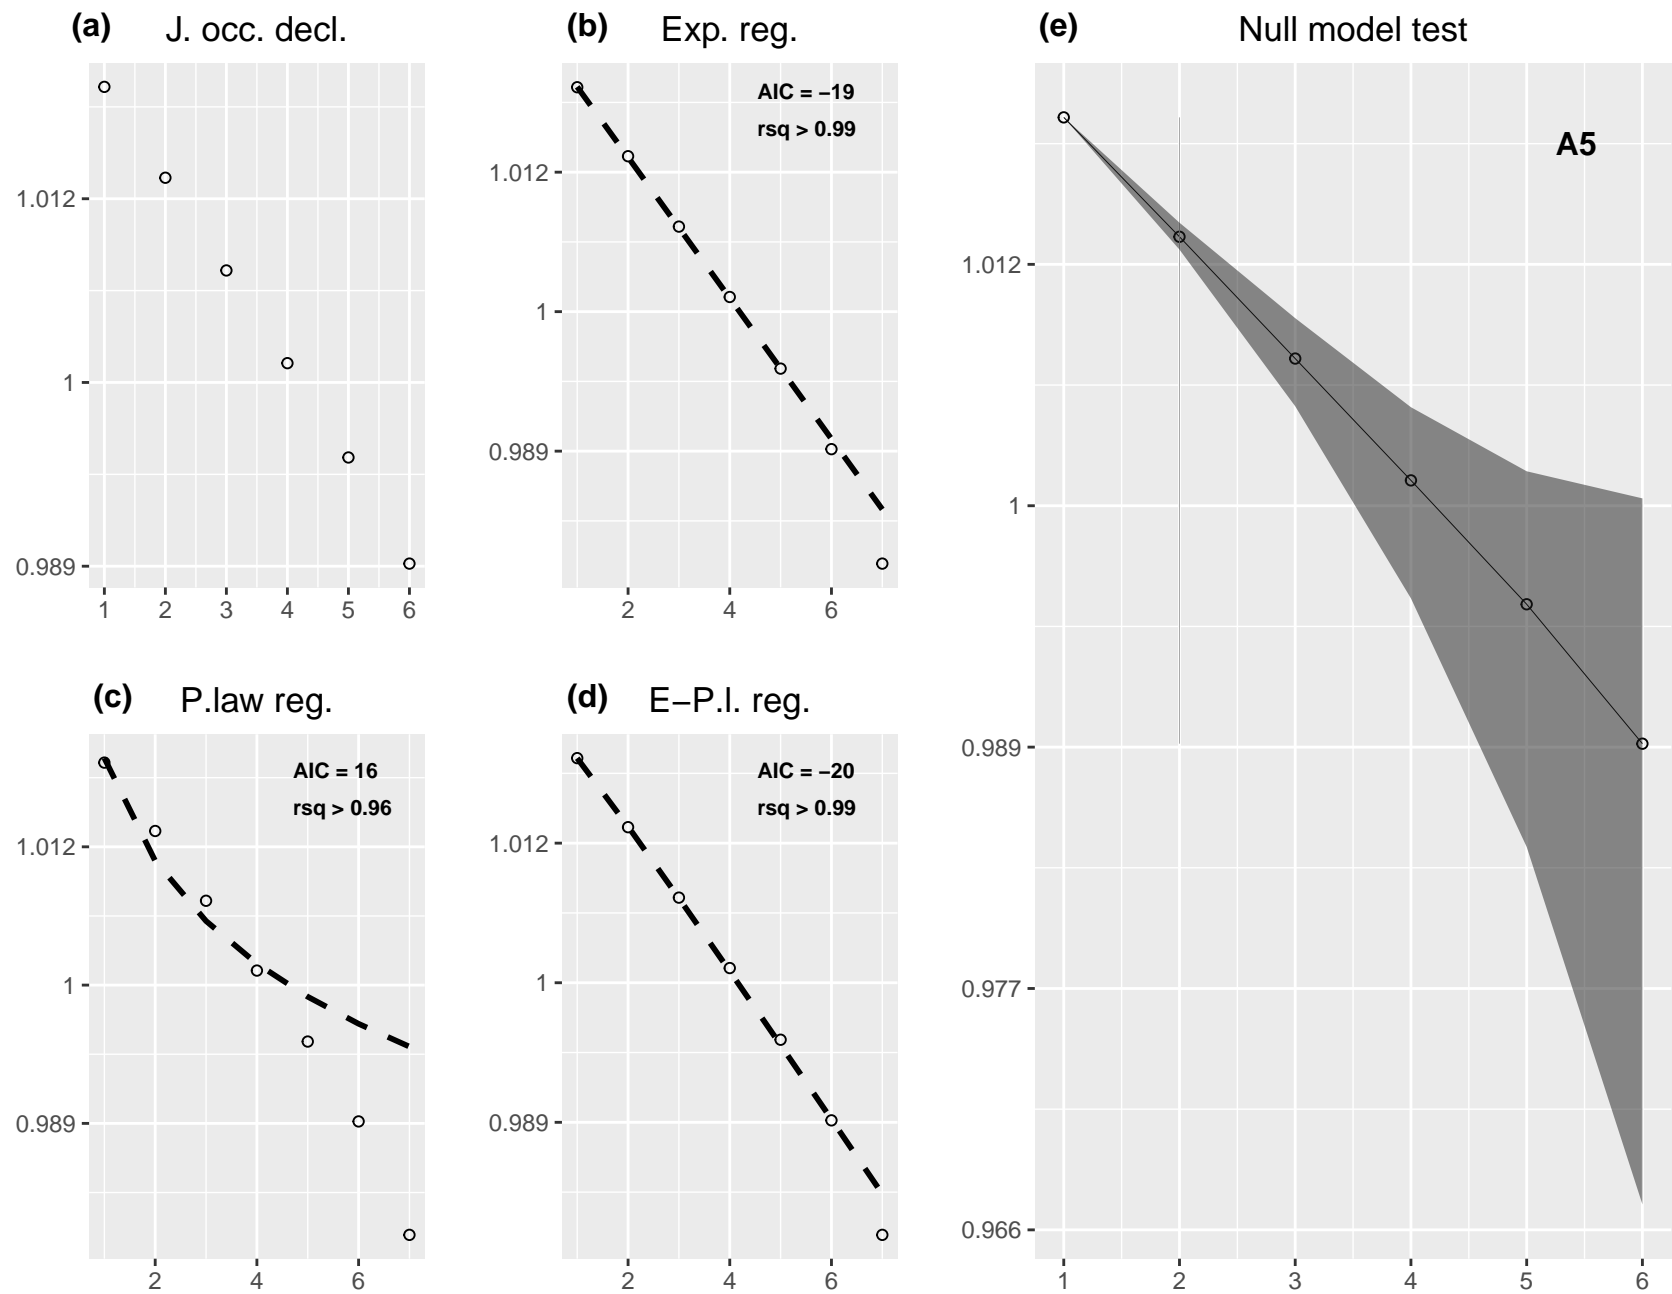 (a) J. occ. decl.
1.012
1
0.989
1 2 3 4 5 6
(b) Exp. reg.
AIC = −19
rsq > 0.99
1.012
1
0.989
2 4 6
(c) P.law reg.
AIC = 16
rsq > 0.96
1.012
1
0.989
2 4 6
(d) E−P.l. reg.
AIC = −20
rsq > 0.99
1.012
1
0.989
2 4 6
(e) Null model test
A5
1.012
1
0.989
0.977
0.966
1 2 3 4 5 6